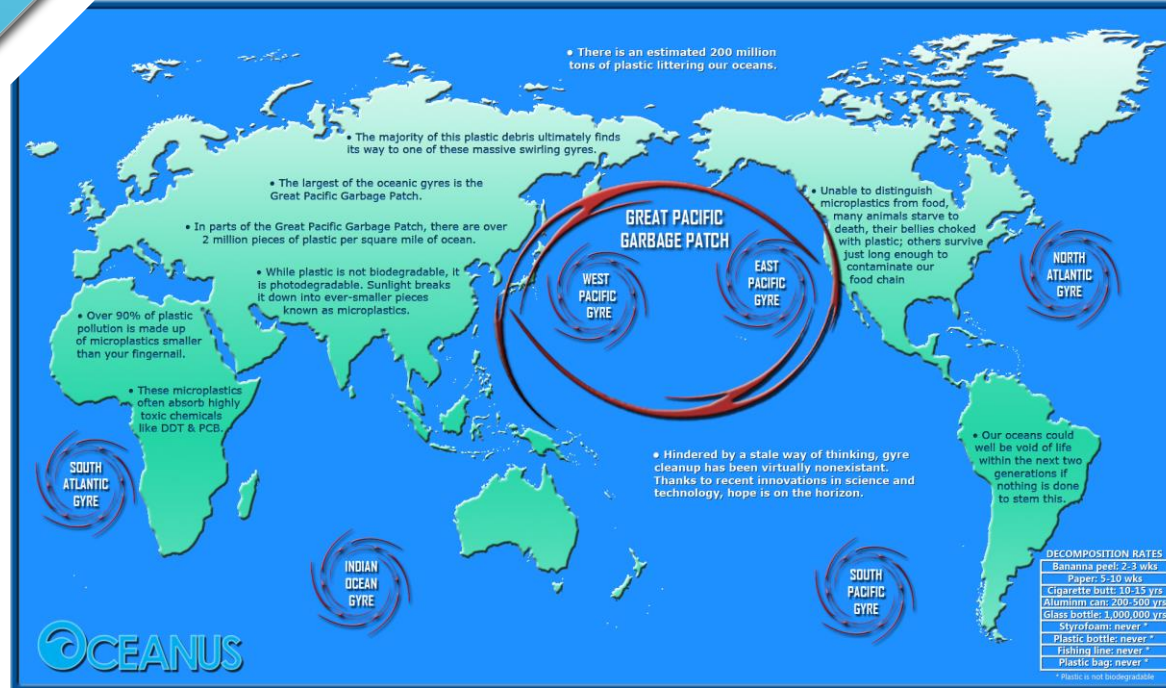 • There is an estimated 200 million
tons of plastic littering our oceans.
• The majority of this plastic debris ultimately finds
its way to one of these massive swirling gyres.
• The largest of the oceanic gyres is the
Great Pacific Garbage Patch.
• In parts of the Great Pacific Garbage Patch, there are over
2 million pieces of plastic per square mile of ocean.
• While plastic is not biodegradable, it
is photodegradable. Sunlight breaks
it down into ever-smaller pieces
known as microplastics.
• Over 90% of plastic
pollution is made up
of microplastics smaller
than your fingernail.
• These microplastics
often absorb highly
toxic chemicals
like DDT & PCB.
GREAT PACIFIC
GARBAGE PATCH
WEST
PACIFIC
GYRE
EAST
PACIFIC
GYRE
• Unable to distinguish
microplastics from food,
many animals starve to
death, their bellies choked
with plastic; others survive
just long enough to
contaminate our
food chain
NORTH
ATLANTIC
GYRE
SOUTH
ATLANTIC
GYRE
• Hindered by a stale way of thinking, gyre
cleanup has been virtually nonexistant.
Thanks to recent innovations in science and
technology, hope is on the horizon.
• Our oceans could
well be void of life
within the next two
generations if
nothing is done
to stem this.
INDIAN
OCEAN
GYRE
SOUTH
PACIFIC
GYRE
OCEANUS
DECOMPOSITION RATES
Bananna peel: 2-3 wks
Paper: 5-10 wks
Cigarette butt: 10-15 yrs
Aluminm can: 200-500 yrs
Glass bottle: 1,000,000 yrs
Styrofoam: never *
Plastic bottle: never *
Fishing line: never *
Plastic bag: never *
* Plastic is not biodegradable